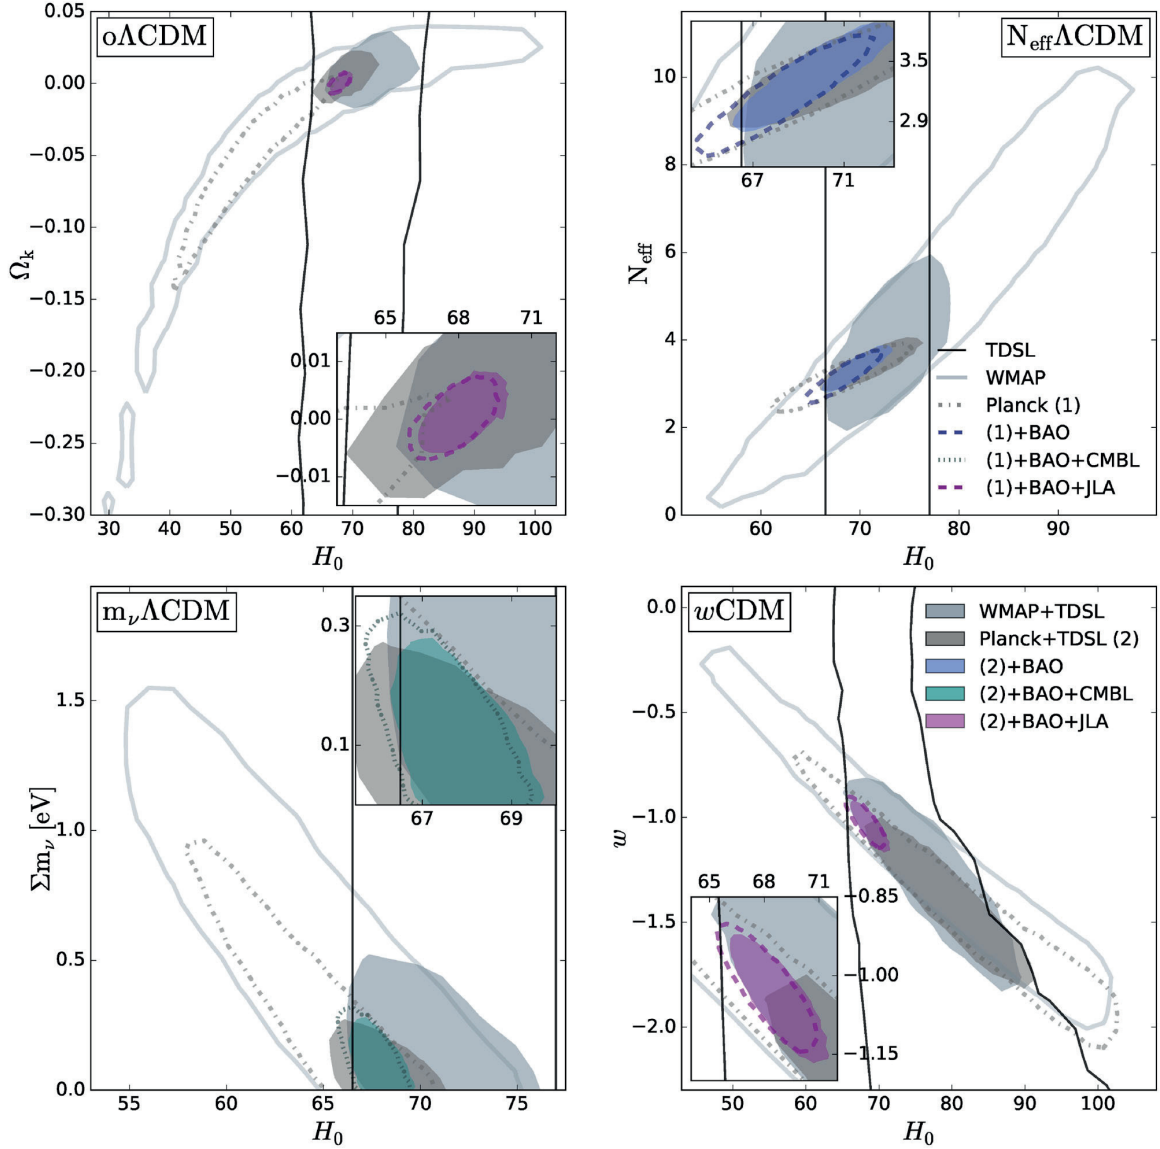 oΛCDM
0.00
−0.05
−0.10
−0.15
−0.20
−0.25
−0.30
Ωk
30 40 50 60 70 80 90 100
H0
65 68 71
0.01
0.00
−0.01
NeffΛCDM
10
8
6
4
2
0
Neff
60 70 80 90
H0
3.5
2.9
67 71
TDSL
WMAP
Planck (1)
(1)+BAO
(1)+BAO+CMBL
(1)+BAO+JLA
mνΛCDM
1.5
1.0
0.5
0.0
Σmν [eV]
55 60 65 70 75
H0
0.3
0.1
67 69
wCDM
0.0
−0.5
−1.0
−1.5
−2.0
w
50 60 70 80 90 100
H0
WMAP+TDSL
Planck+TDSL (2)
(2)+BAO
(2)+BAO+CMBL
(2)+BAO+JLA
65 68 71
−0.85
−1.00
−1.15